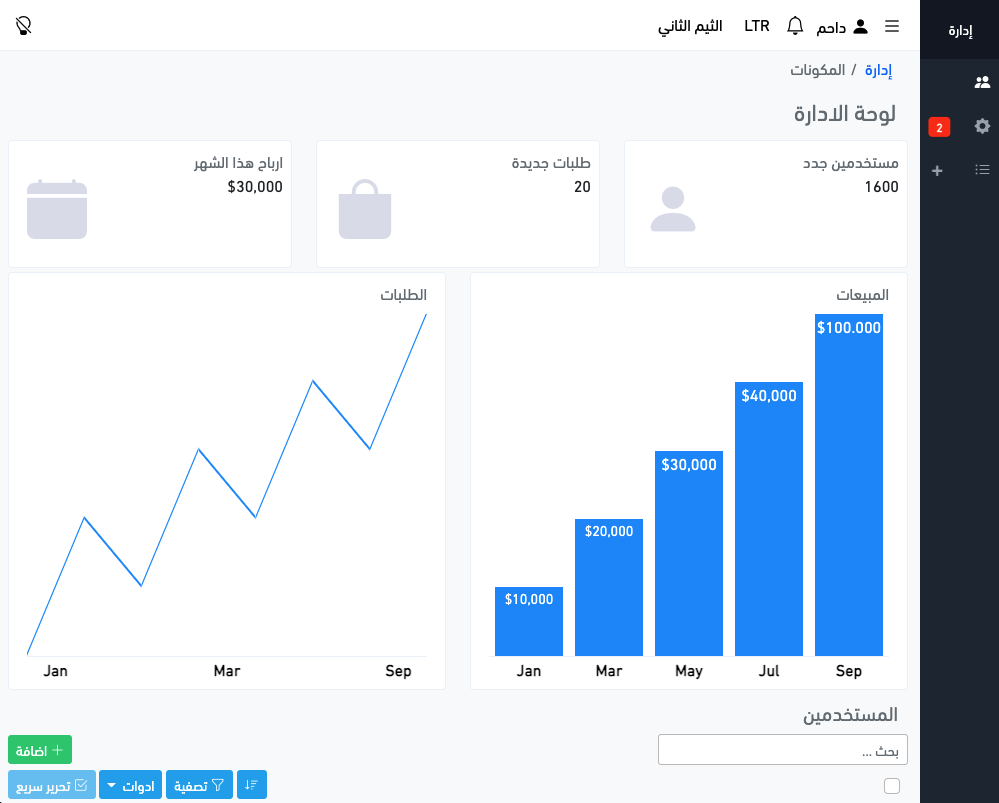 إدارة
داحم
LTR
الثيم الثاني
2
إدارة / المكونات
لوحة الادارة
مستخدمين جدد
1600
طلبات جديدة
20
ارباح هذا الشهر
$30,000
المبيعات
$100.000
$40,000
$30,000
$20,000
$10,000
Jan Mar May Jul Sep
الطلبات
Jan Mar Sep
المستخدمين
بحث ...
اضافة
تصفية
ادوات
تحرير سريع